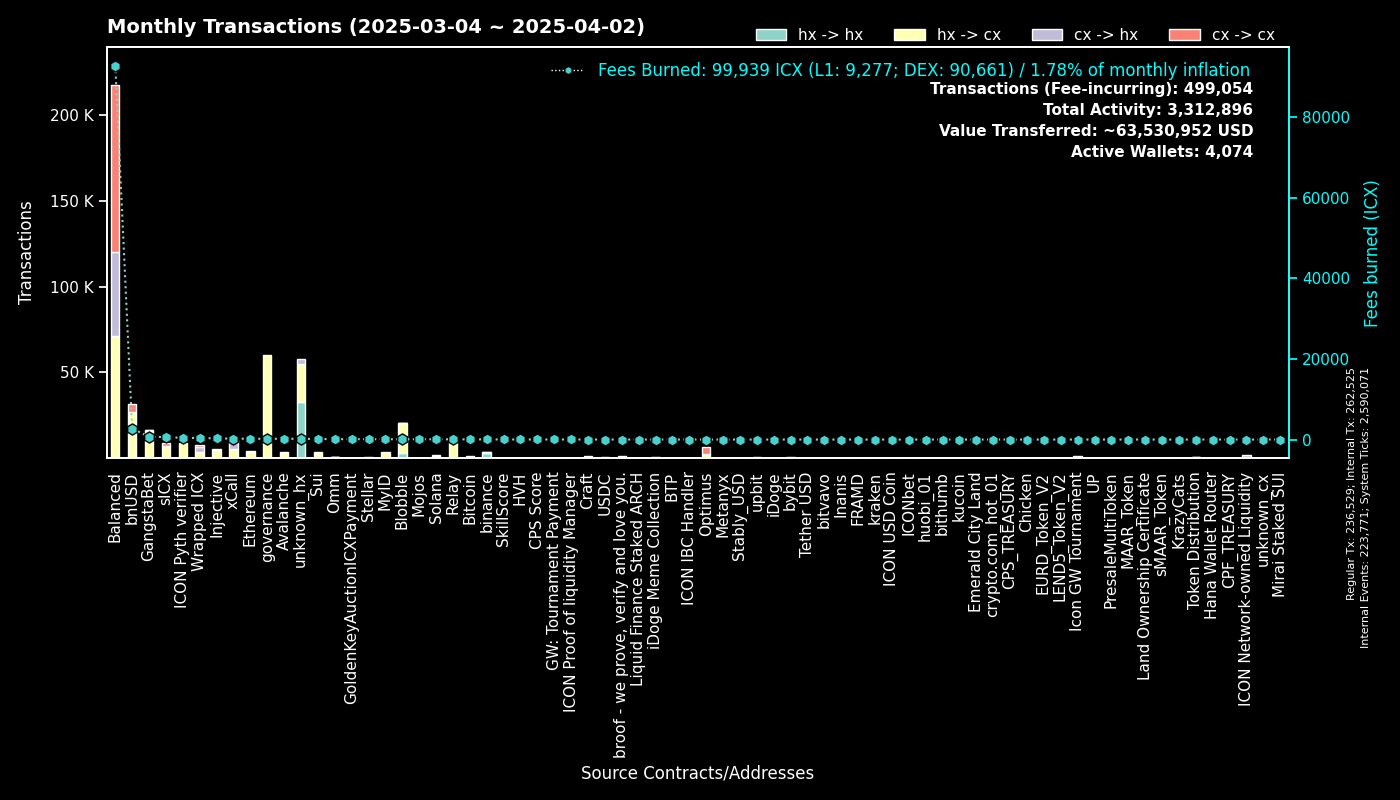 Monthly Transactions (2025-03-04 ~ 2025-04-02)
hx -> hx
hx -> cx
cx -> hx
cx -> cx
Fees Burned: 99,939 ICX (L1: 9,277; DEX: 90,661) / 1.78% of monthly inflation
Transactions (Fee-incurring): 499,054
Total Activity: 3,312,896
Value Transferred: ~63,530,952 USD
Active Wallets: 4,074
Transactions
200 K
150 K
100 K
50 K
Fees burned (ICX)
80000
60000
40000
20000
0
Regular Tx: 236,529; Internal Tx: 262,525
Internal Events: 223,771; System Ticks: 2,590,071
Balanced
bnUSD
GangstaBet
sICX
ICON Pyth verifier
Wrapped ICX
Injective
xCall
Ethereum
governance
Avalanche
unknown_hx
Sui
Omm
GoldenKeyAuctionICXPayment
Stellar
MyID
Blobble
Mojos
Solana
Relay
Bitcoin
binance
SkillScore
HVH
CPS Score
GW: Tournament Payment
ICON Proof of liquidity Manager
Craft
USDC
broof - we prove, verify and love you.
Liquid Finance Staked ARCH
iDoge Meme Collection
BTP
ICON IBC Handler
Optimus
Metanyx
Stably_USD
upbit
iDoge
bybit
Tether USD
bitvavo
Inanis
FRAMD
kraken
ICON USD Coin
ICONbet
huobi_01
bithumb
kucoin
Emerald City Land
crypto.com_hot_01
CPS_TREASURY
Chicken
EURD_Token_V2
LEND5_Token_V2
Icon GW Tournament
UP
PresaleMultiToken
MAAR_Token
Land Ownership Certificate
sMAAR_Token
KrazyCats
Token Distribution
Hana Wallet Router
CPF_TREASURY
ICON Network-owned Liquidity
unknown_cx
Mirai Staked SUI
Source Contracts/Addresses